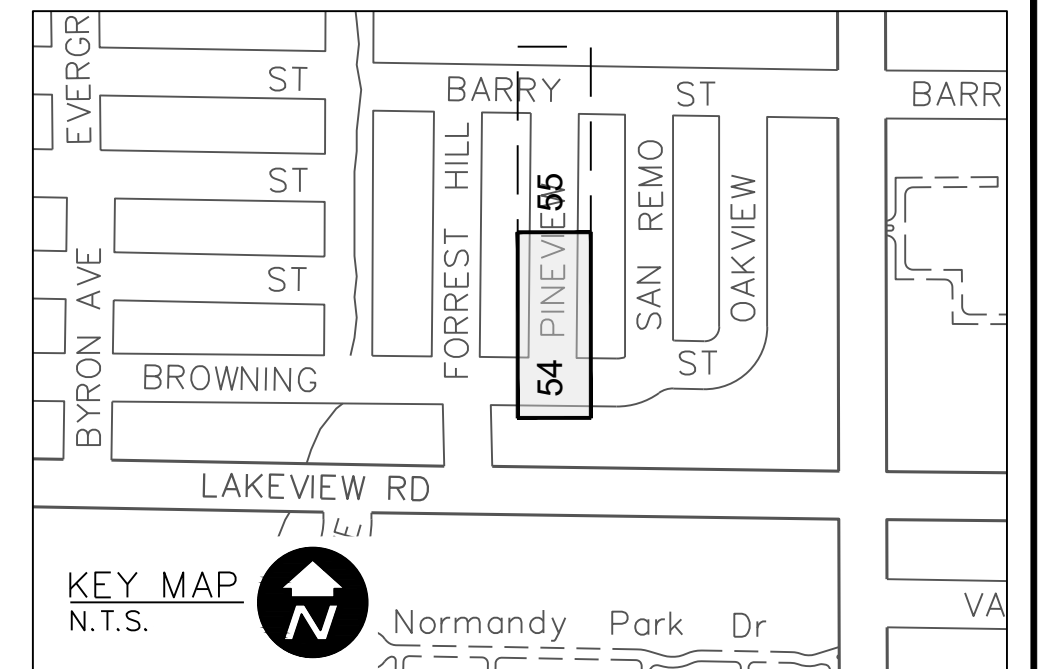 EVERGR
ST
BARRY ST
BARR
ST
FORREST HILL
55
PINEVIEW
54
SAN REMO
OAKVIEW
ST
BYRON AVE
BROWNING
ST
LAKEVIEW RD
KEY MAP
N.T.S.
N
Normandy Park Dr
VA